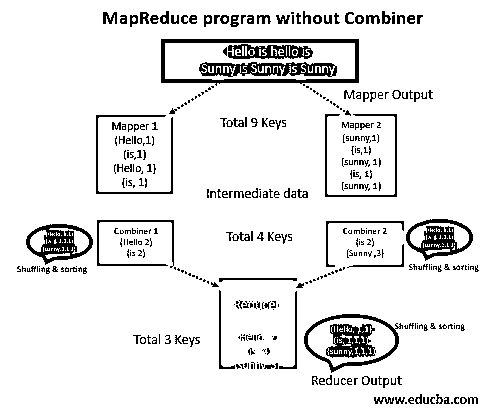 MapReduce program without Combiner
Hello is hello is
Sunny is Sunny is Sunny
Mapper Output
Mapper 1
(Hello,1)
(is,1)
(Hello, 1}
{is, 1)
Total 9 Keys
Mapper 2
(sunny,1)
{is,1)
(sunny, 1)
{is, 1)
(sunny, 1)
Intermediate data
Combiner 1
{Hello 2)
{is 2)
Total 4 Keys
Combiner 2
{is 2)
(Sunny ,3)
Shuffling & sorting
Shuffling & sorting
Reducer
Total 3 Keys
(Hello, 1,1)
(is, 1,1,1)
(sunny,1,1,1)
Shuffling & sorting
Reducer Output
www.educba.com